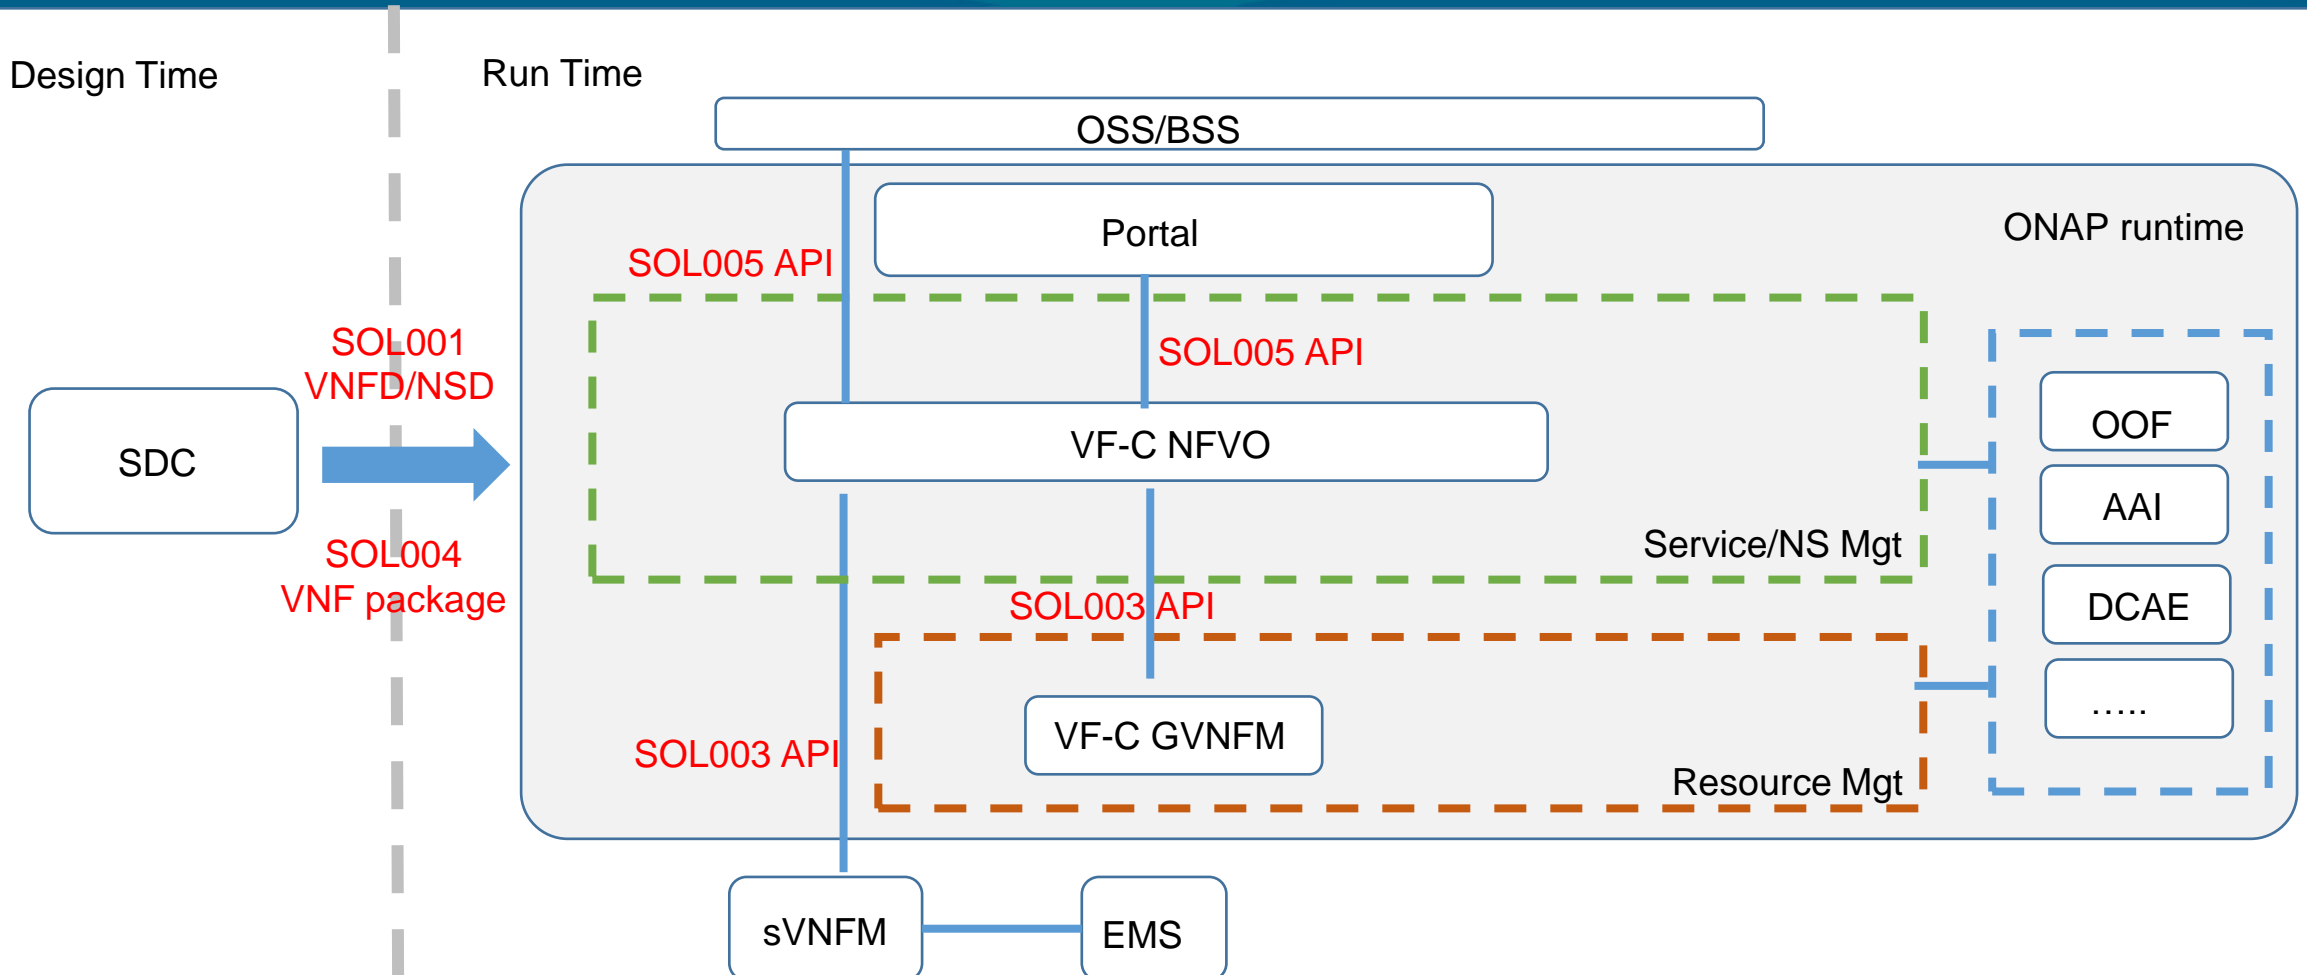 Design Time
Run Time
OSS/BSS
Portal
ONAP runtime
SOL005 API
SOL001
VNFD/NSD
SOL005 API
OOF
SDC
VF-C NFVO
AAI
SOL004
VNF package
Service/NS Mgt
SOL003 API
DCAE
…..
VF-C GVNFM
SOL003 API
Resource Mgt
sVNFM
EMS